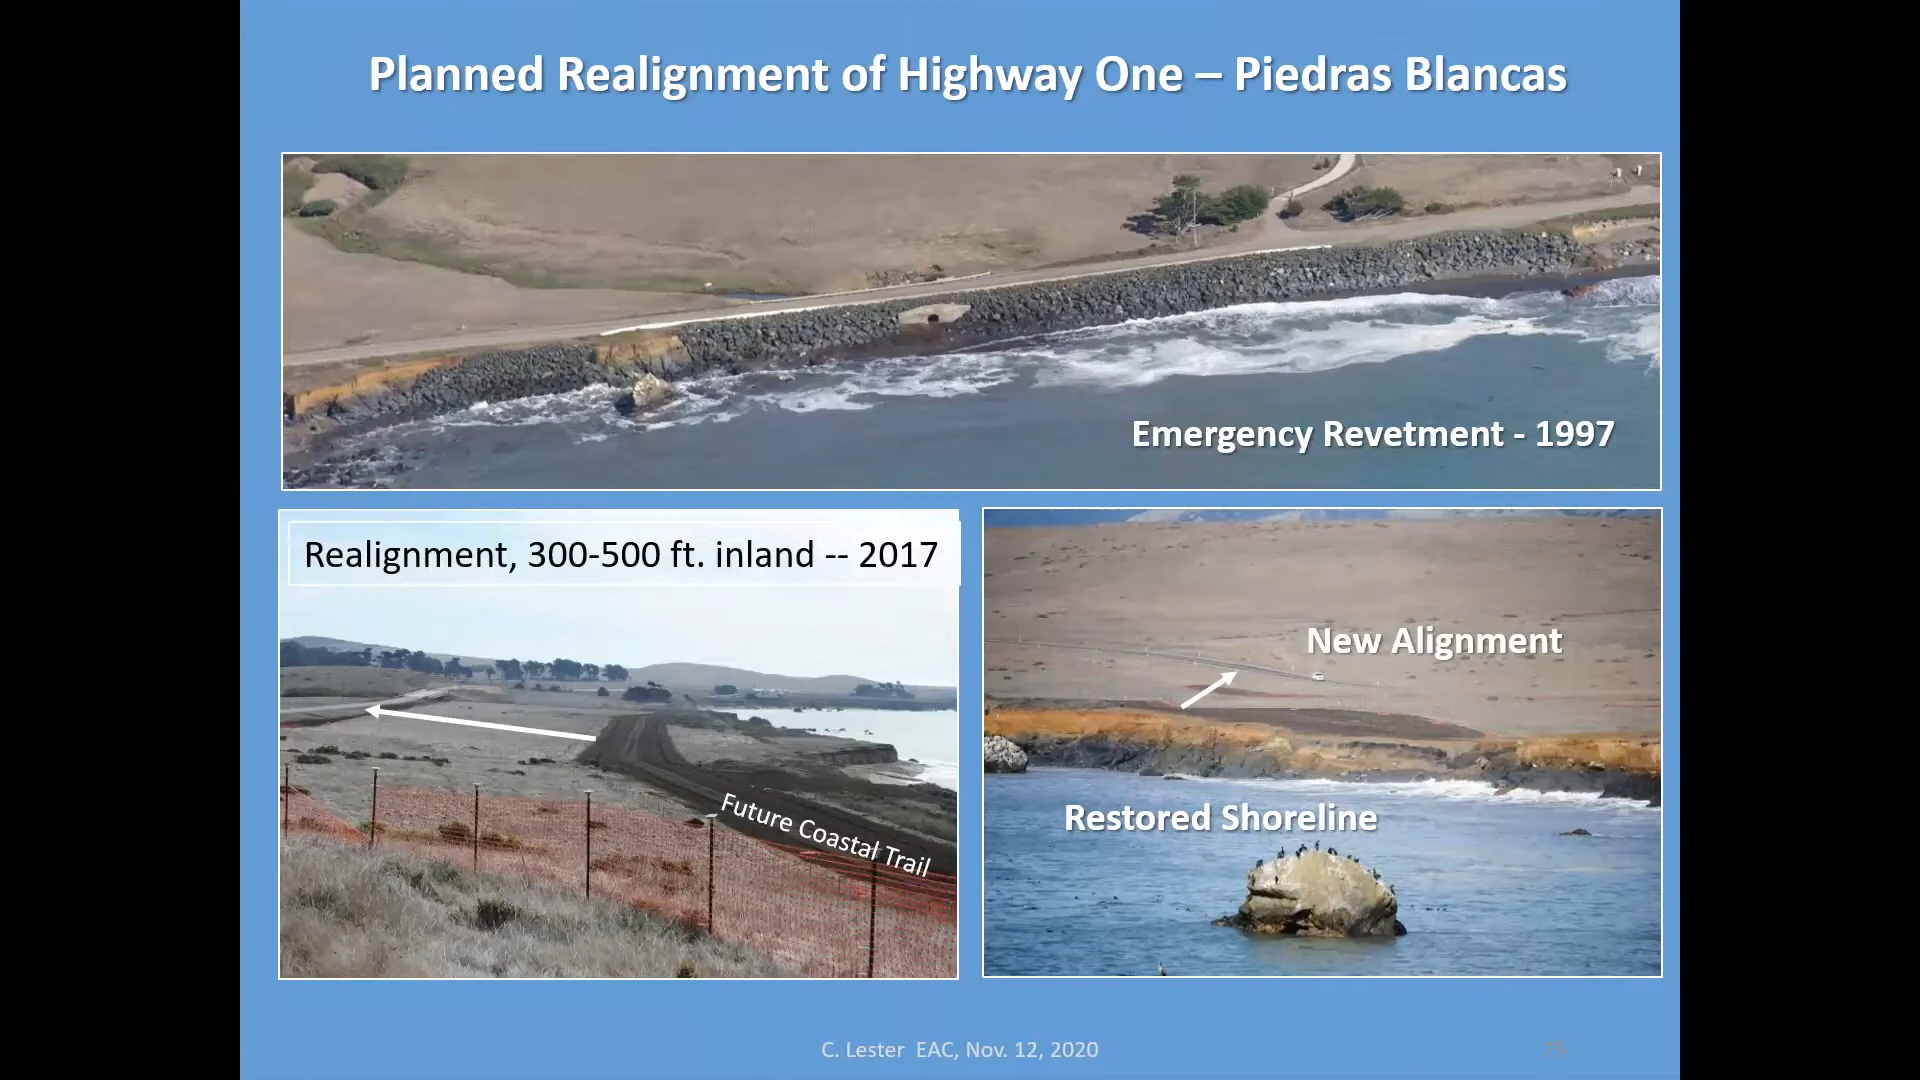 Planned Realignment of Highway One – Piedras Blancas
Emergency Revetment - 1997
Realignment, 300-500 ft. inland -- 2017
Future Coastal Trail
New Alignment
Restored Shoreline
C. Lester EAC, Nov. 12, 2020